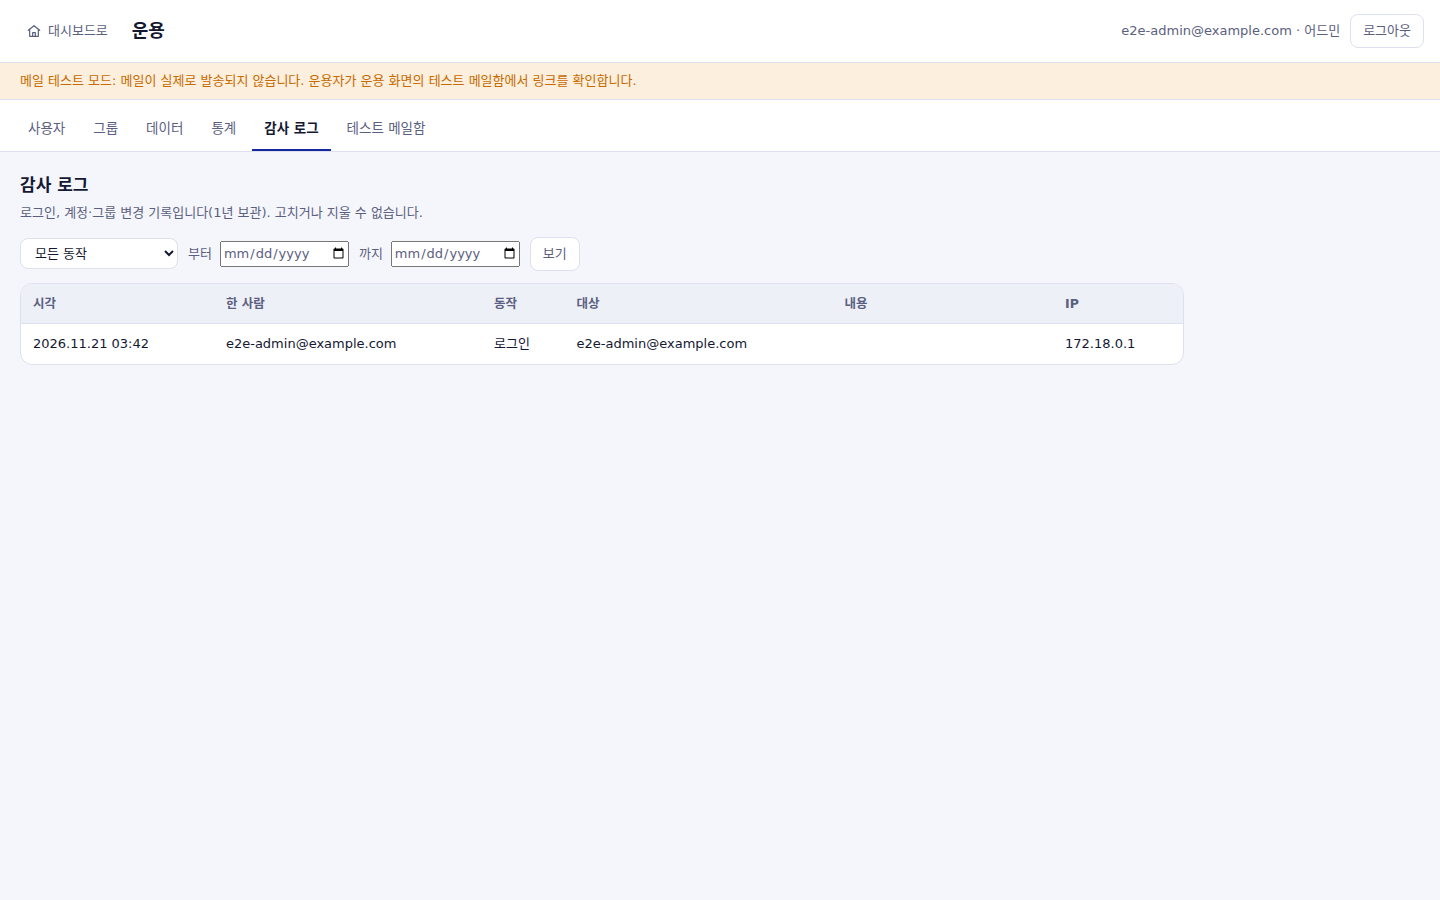 대시보드로 운용 e2e-admin@example.com · 어드민 로그아웃
메일 테스트 모드: 메일이 실제로 발송되지 않습니다. 운용자가 운용 화면의 테스트 메일함에서 링크를 확인합니다.
사용자 그룹 데이터 통계 감사 로그 테스트 메일함
감사 로그
로그인, 계정·그룹 변경 기록입니다(1년 보관). 고치거나 지울 수 없습니다.
모든 동작 부터 mm/dd/yyyy 까지 mm/dd/yyyy 보기
시각 한 사람 동작 대상 내용 IP
2026.11.21 03:42 e2e-admin@example.com 로그인 e2e-admin@example.com 172.18.0.1